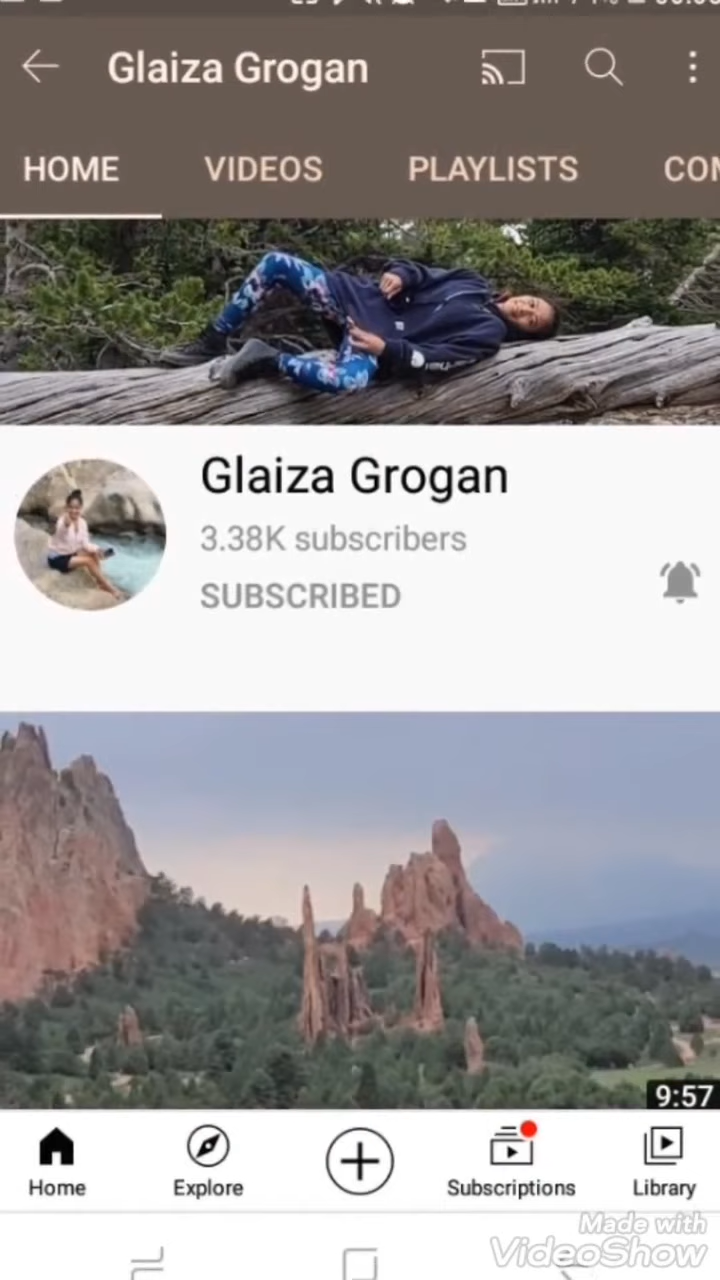 Glaiza Grogan
HOME VIDEOS PLAYLISTS COM
Glaiza Grogan
3.38K subscribers
SUBSCRIBED
9:57
Home Explore Subscriptions Library
Made with
VideoShow